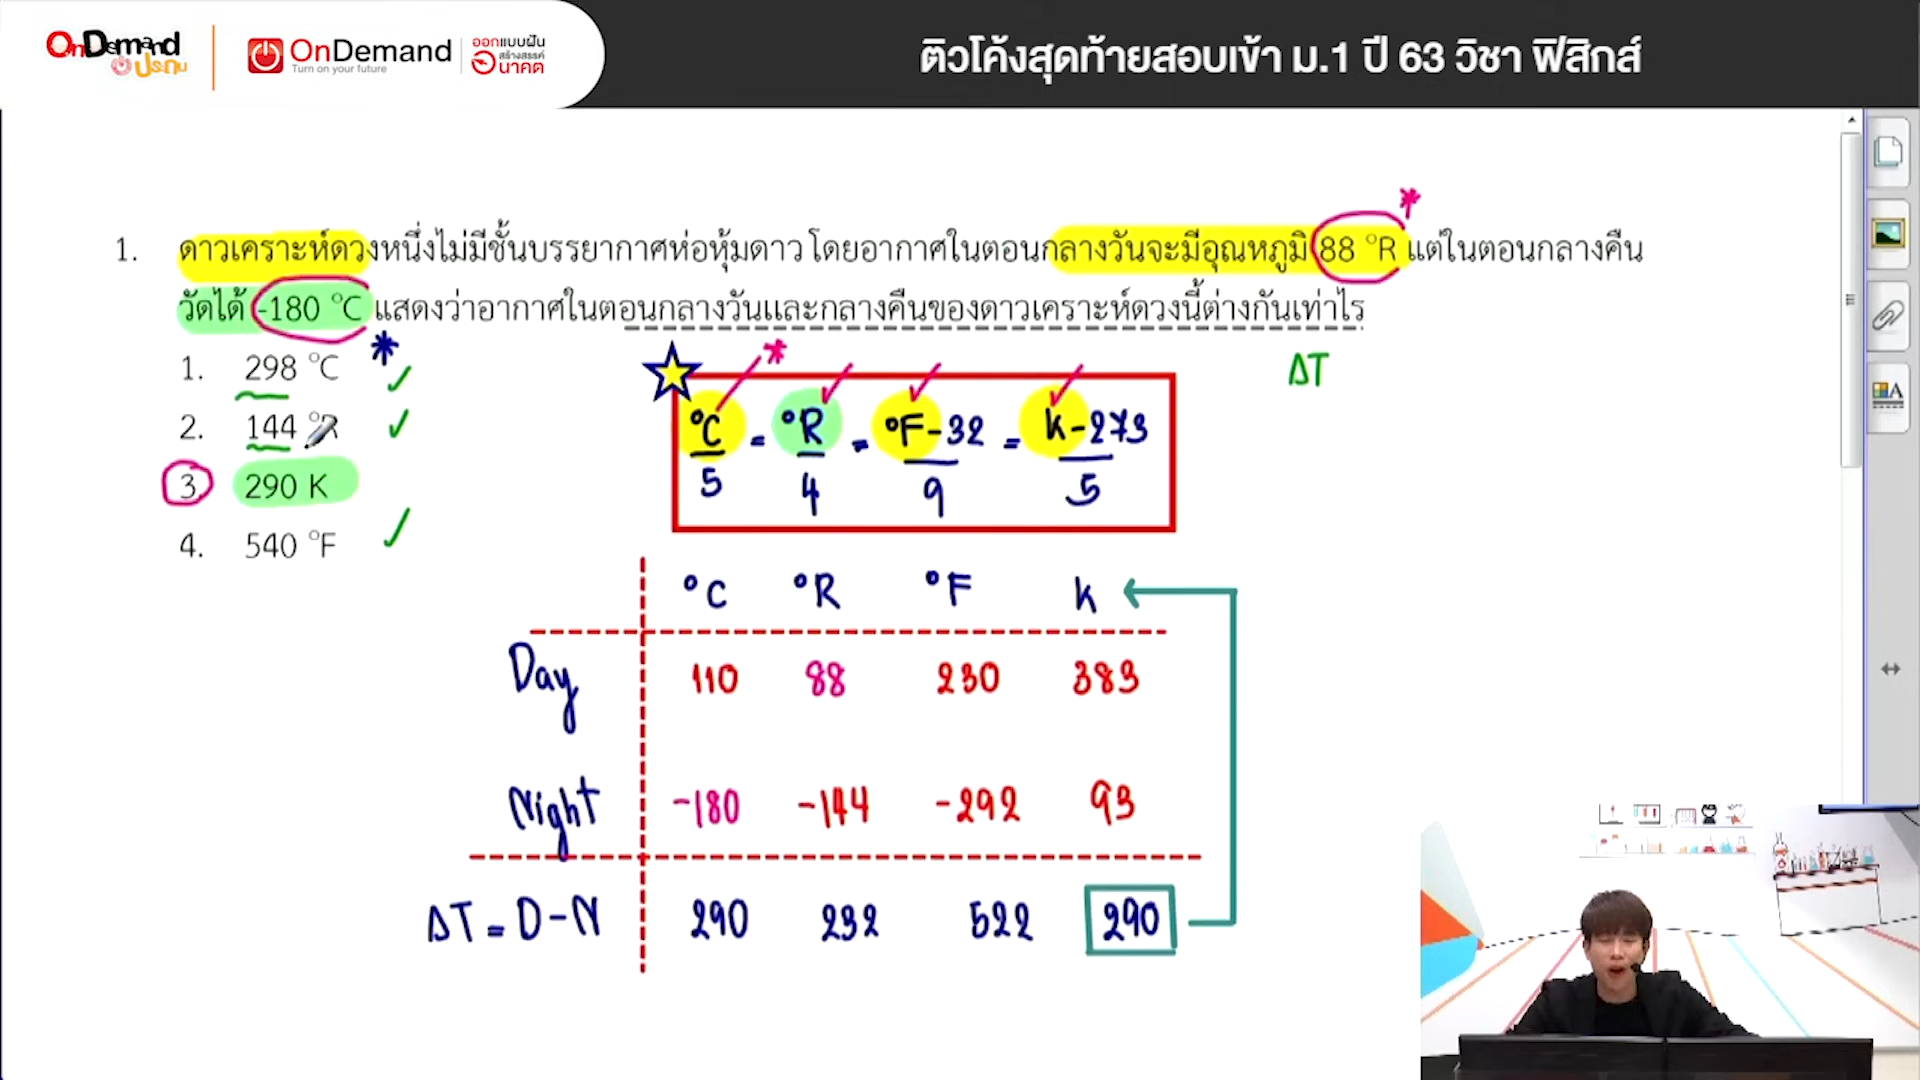 OnDemand
ประถม
OnDemand
Turn on your future
ออกแบบฝัน
สร้างสรรค์
อนาคต
ติวโค้งสุดท้ายสอบเข้า ม.1 ปี 63 วิชา ฟิสิกส์
1. ดาวเคราะห์ดวงหนึ่งไม่มีชั้นบรรยากาศห่อหุ้มดาว โดยอากาศในตอนกลางวันจะมีอุณหภูมิ 88 °R แต่ในตอนกลางคืน
วัดได้ -180 °C แสดงว่าอากาศในตอนกลางวันและกลางคืนของดาวเคราะห์ดวงนี้ต่างกันเท่าไร
ΔT
1. 298 °C
2. 144 °R
3. 290 K
4. 540 °F
°C/5 = °R/4 = °F-32/9 = K-273/5
°C °R °F K
Day 110 88 230 383
Night -180 -144 -292 93
ΔT = D-N 290 232 522 290